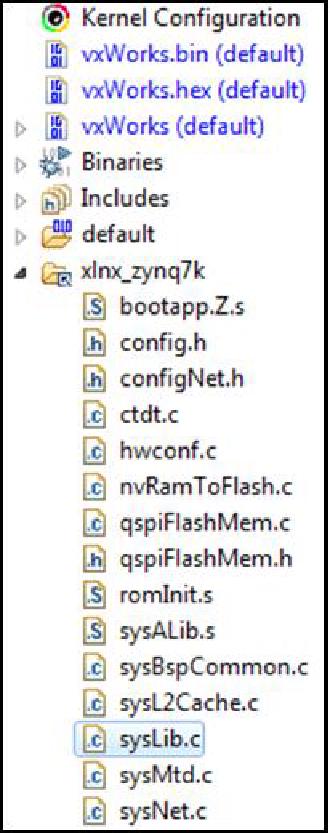 Kernel Configuration
vxWorks.bin (default)
vxWorks.hex (default)
vxWorks (default)
Binaries
Includes
default
xlnx_zynq7k
bootapp.Z.s
config.h
configNet.h
ctdt.c
hwconf.c
nvRamToFlash.c
qspiFlashMem.c
qspiFlashMem.h
romInit.s
sysALib.s
sysBspCommon.c
sysL2Cache.c
sysLib.c
sysMtd.c
sysNet.c